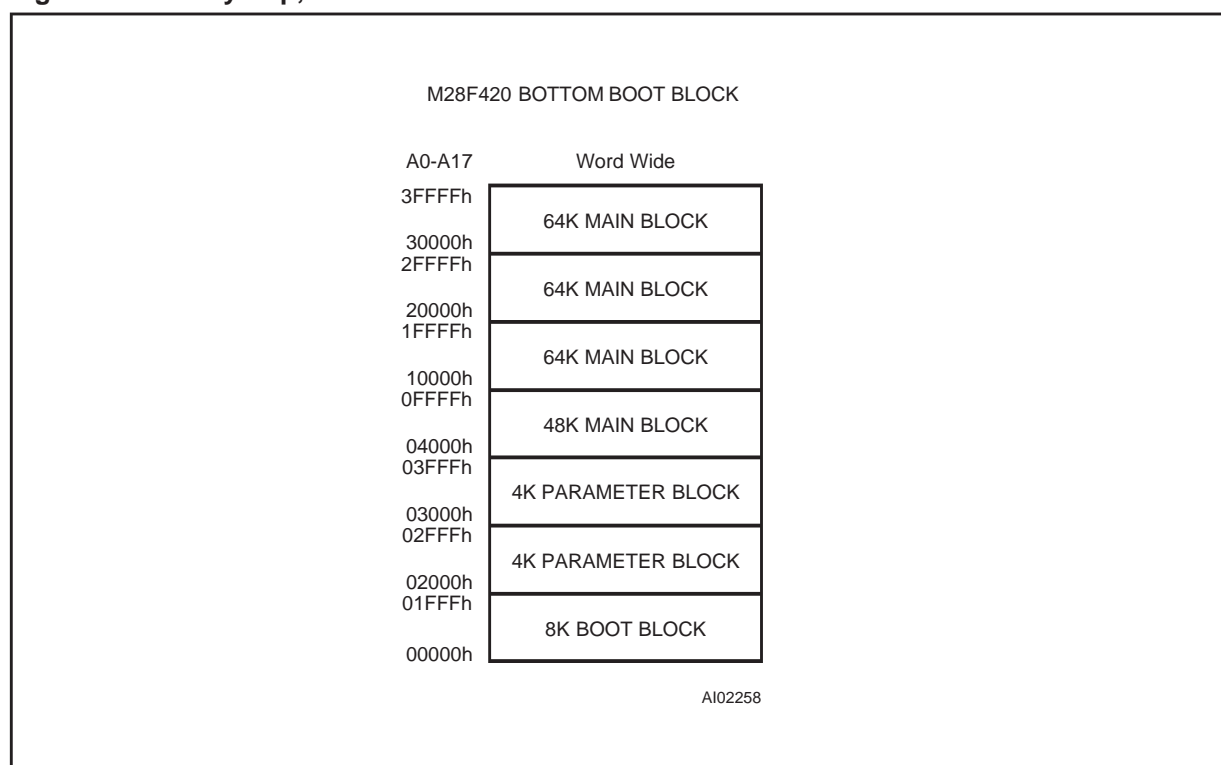 M28F420 BOTTOM BOOT BLOCK
A0-A17 Word Wide
3FFFFh
64K MAIN BLOCK
30000h
2FFFFh
64K MAIN BLOCK
20000h
1FFFFh
64K MAIN BLOCK
10000h
0FFFFh
48K MAIN BLOCK
04000h
03FFFh
4K PARAMETER BLOCK
03000h
02FFFh
4K PARAMETER BLOCK
02000h
01FFFh
8K BOOT BLOCK
00000h
AI02258